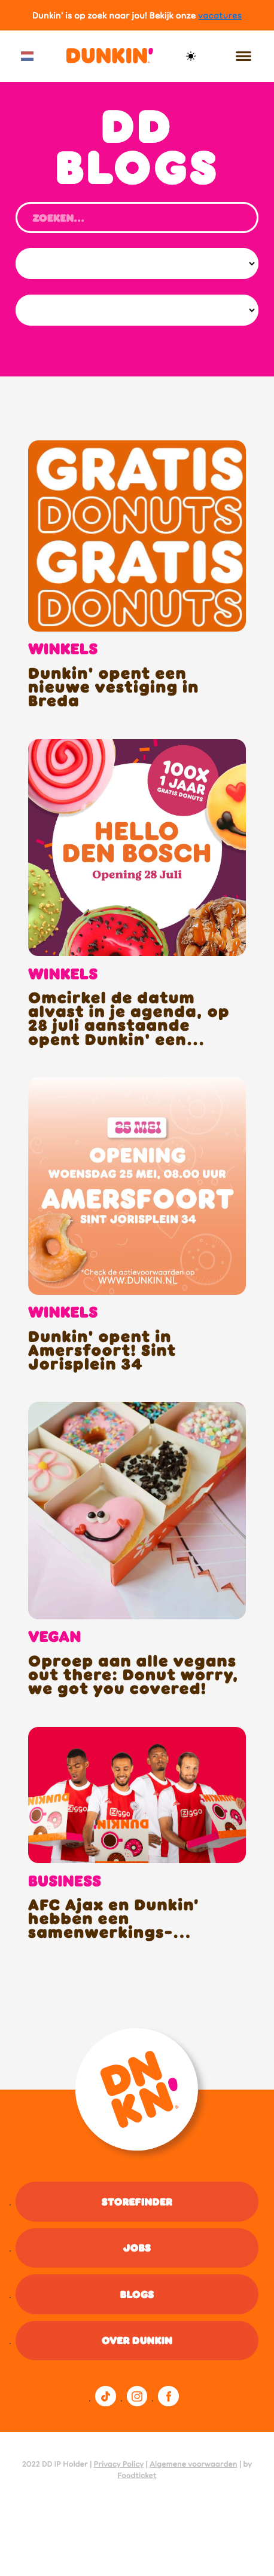 Dunkin' is op zoek naar jou! Bekijk onze vacatures
DUNKIN'
DD
BLOGS
ZOEKEN...
GRATIS
DONUTS
GRATIS
DONUTS
WINKELS
Dunkin' opent een
nieuwe vestiging in
Breda
100X
1 JAAR
GRATIS DONUTS
HELLO
DEN BOSCH
Opening 28 Juli
WINKELS
Omcirkel de datum
alvast in je agenda, op
28 juli aanstaande
opent Dunkin' een...
25 MEI
OPENING
WOENSDAG 25 MEI, 08.00 UUR
AMERSFOORT
SINT JORISPLEIN 34
*Check de actievoorwaarden op
WWW.DUNKIN.NL
WINKELS
Dunkin' opent in
Amersfoort! Sint
Jorisplein 34
VEGAN
Oproep aan alle vegans
out there: Donut worry,
we got you covered!
Ziggo
Ziggo
DUNKIN'
BUSINESS
AFC Ajax en Dunkin'
hebben een
samenwerkings-...
DN
KN'
STOREFINDER
JOBS
BLOGS
OVER DUNKIN
2022 DD IP Holder | Privacy Policy | Algemene voorwaarden | by
Foodticket